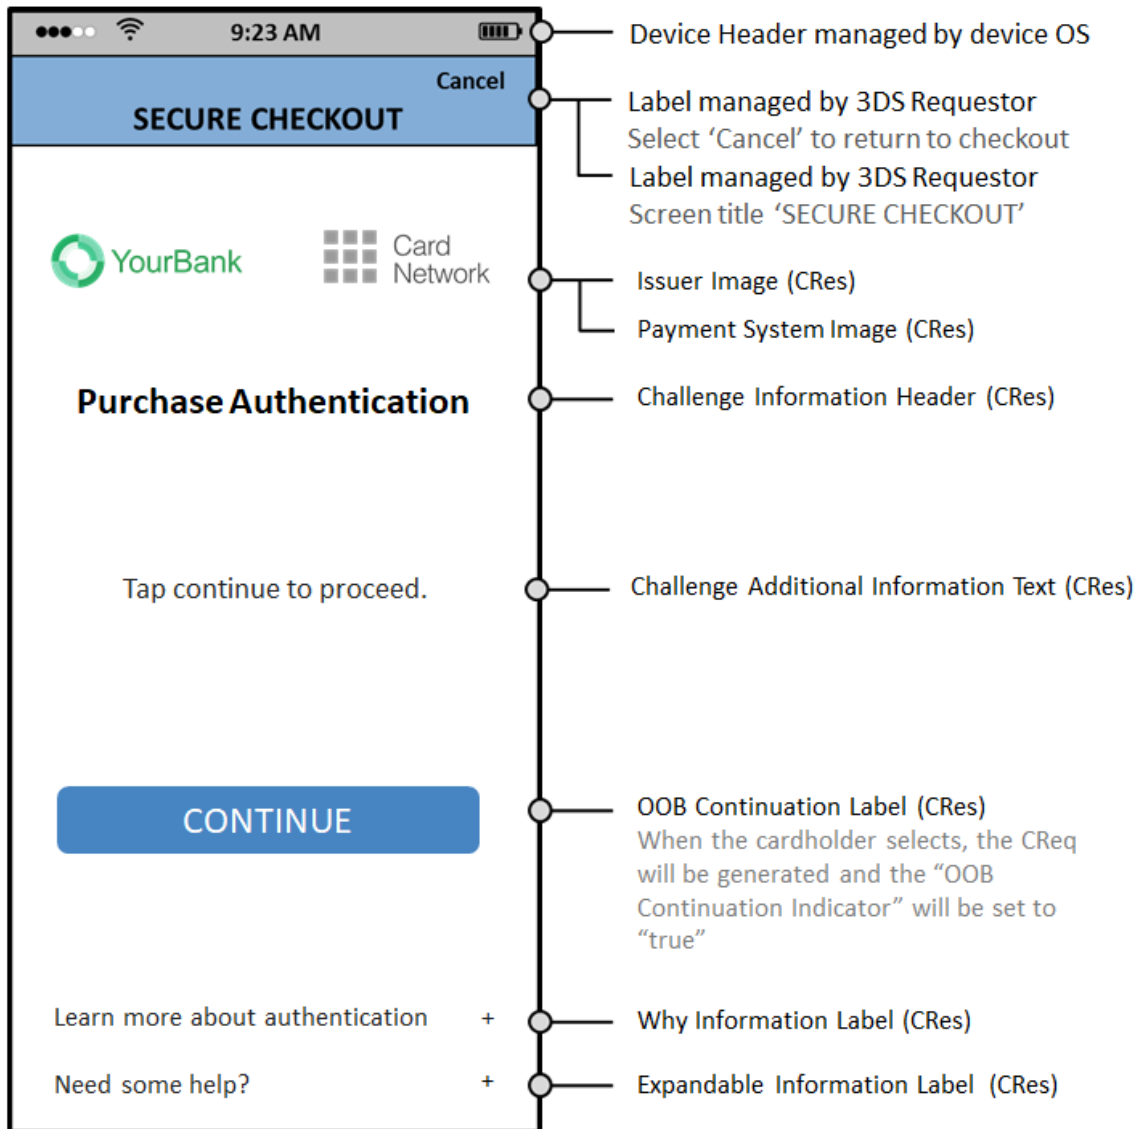 9:23 AM
Device Header managed by device OS
Cancel
SECURE CHECKOUT
Label managed by 3DS Requestor
Select ‘Cancel’ to return to checkout
Label managed by 3DS Requestor
Screen title ‘SECURE CHECKOUT’
YourBank
Card
Network
Issuer Image (CRes)
Payment System Image (CRes)
Purchase Authentication
Challenge Information Header (CRes)
Tap continue to proceed.
Challenge Additional Information Text (CRes)
CONTINUE
OOB Continuation Label (CRes)
When the cardholder selects, the CReq
will be generated and the “OOB
Continuation Indicator” will be set to
“true”
Learn more about authentication +
Why Information Label (CRes)
Need some help? +
Expandable Information Label (CRes)